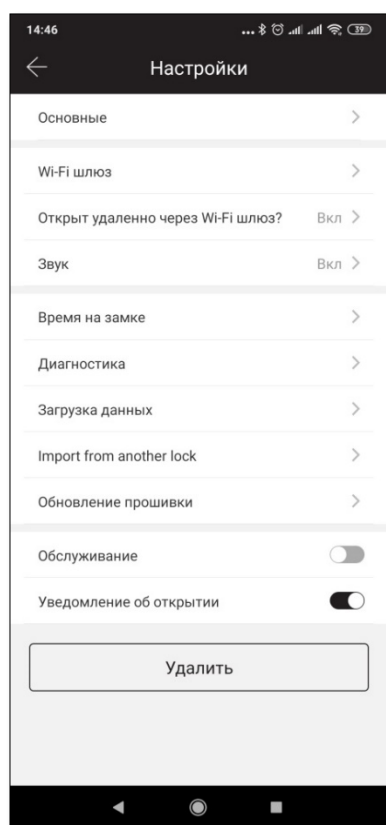 14:46
39
Настройки
Основные
Wi-Fi шлюз
Открыт удаленно через Wi-Fi шлюз? Вкл
Звук Вкл
Время на замке
Диагностика
Загрузка данных
Import from another lock
Обновление прошивки
Обслуживание
Уведомление об открытии
Удалить